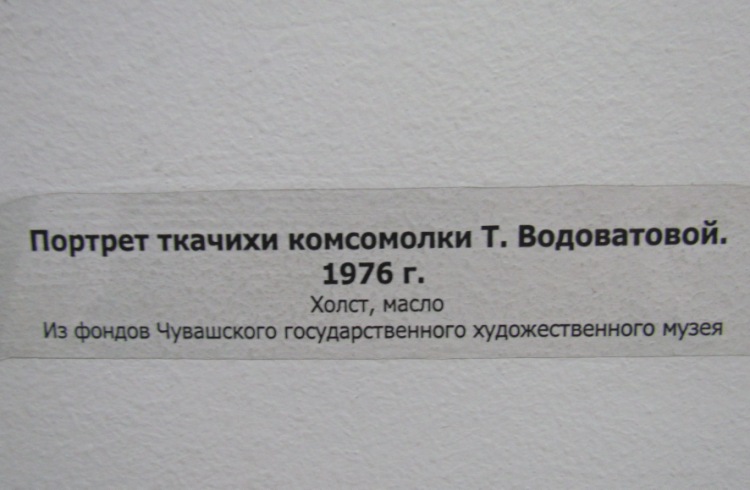 Портрет ткачихи комсомолки Т. Водоватовой.
1976 г.
Холст, масло
Из фондов Чувашского государственного художественного музея